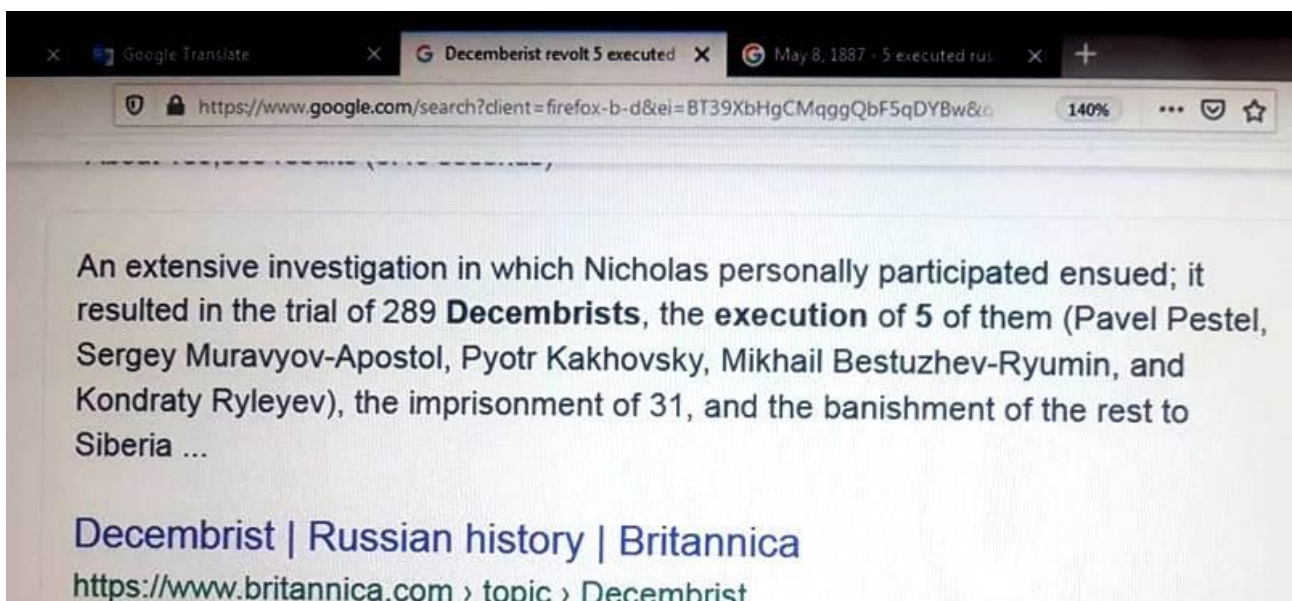 Google Translate
Decemberist revolt 5 executed
May 8, 1887 - 5 executed rus
https://www.google.com/search?client=firefox-b-d&ei=BT39XbHgCMqggQbF5qDYBw&
140%
An extensive investigation in which Nicholas personally participated ensued; it
resulted in the trial of 289 Decembrists, the execution of 5 of them (Pavel Pestel,
Sergey Muravyov-Apostol, Pyotr Kakhovsky, Mikhail Bestuzhev-Ryumin, and
Kondraty Ryleyev), the imprisonment of 31, and the banishment of the rest to
Siberia ...
Decembrist | Russian history | Britannica
https://www.britannica.com › topic › Decembrist